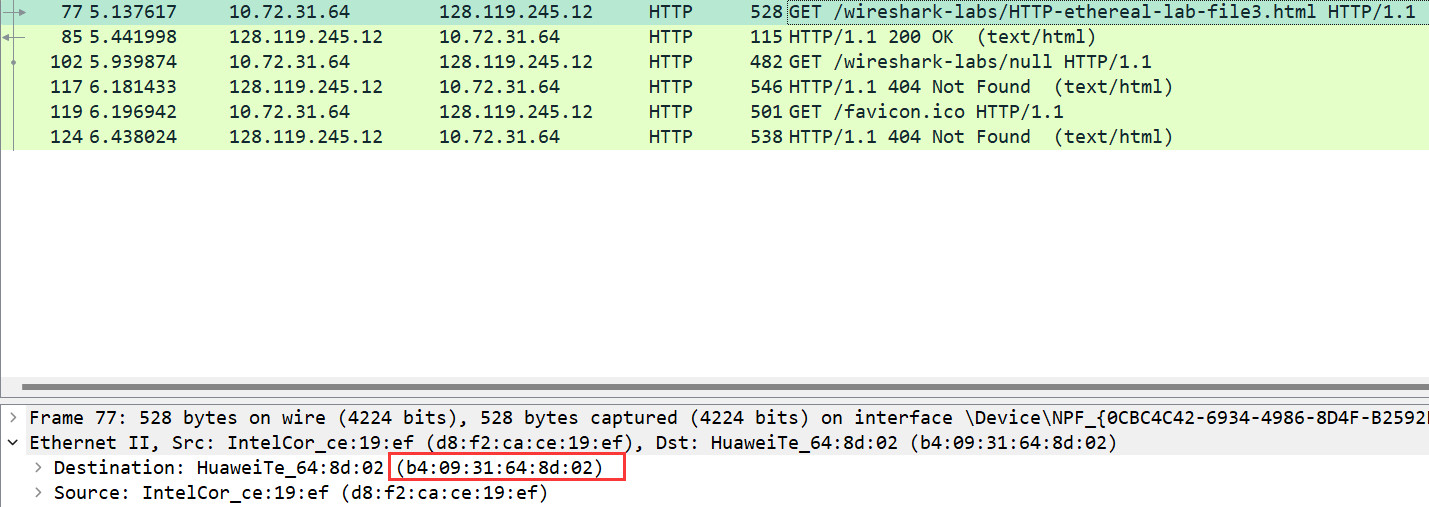 77 5.137617 10.72.31.64 128.119.245.12 HTTP 528 GET /wireshark-labs/HTTP-ethereal-lab-file3.html HTTP/1.1
85 5.441998 128.119.245.12 10.72.31.64 HTTP 115 HTTP/1.1 200 OK (text/html)
102 5.939874 10.72.31.64 128.119.245.12 HTTP 482 GET /wireshark-labs/null HTTP/1.1
117 6.181433 128.119.245.12 10.72.31.64 HTTP 546 HTTP/1.1 404 Not Found (text/html)
119 6.196942 10.72.31.64 128.119.245.12 HTTP 501 GET /favicon.ico HTTP/1.1
124 6.438024 128.119.245.12 10.72.31.64 HTTP 538 HTTP/1.1 404 Not Found (text/html)
Frame 77: 528 bytes on wire (4224 bits), 528 bytes captured (4224 bits) on interface \Device\NPF_{0CBC4C42-6934-4986-8D4F-B2592
Ethernet II, Src: IntelCor_ce:19:ef (d8:f2:ca:ce:19:ef), Dst: HuaweiTe_64:8d:02 (b4:09:31:64:8d:02)
Destination: HuaweiTe_64:8d:02 (b4:09:31:64:8d:02)
Source: IntelCor_ce:19:ef (d8:f2:ca:ce:19:ef)